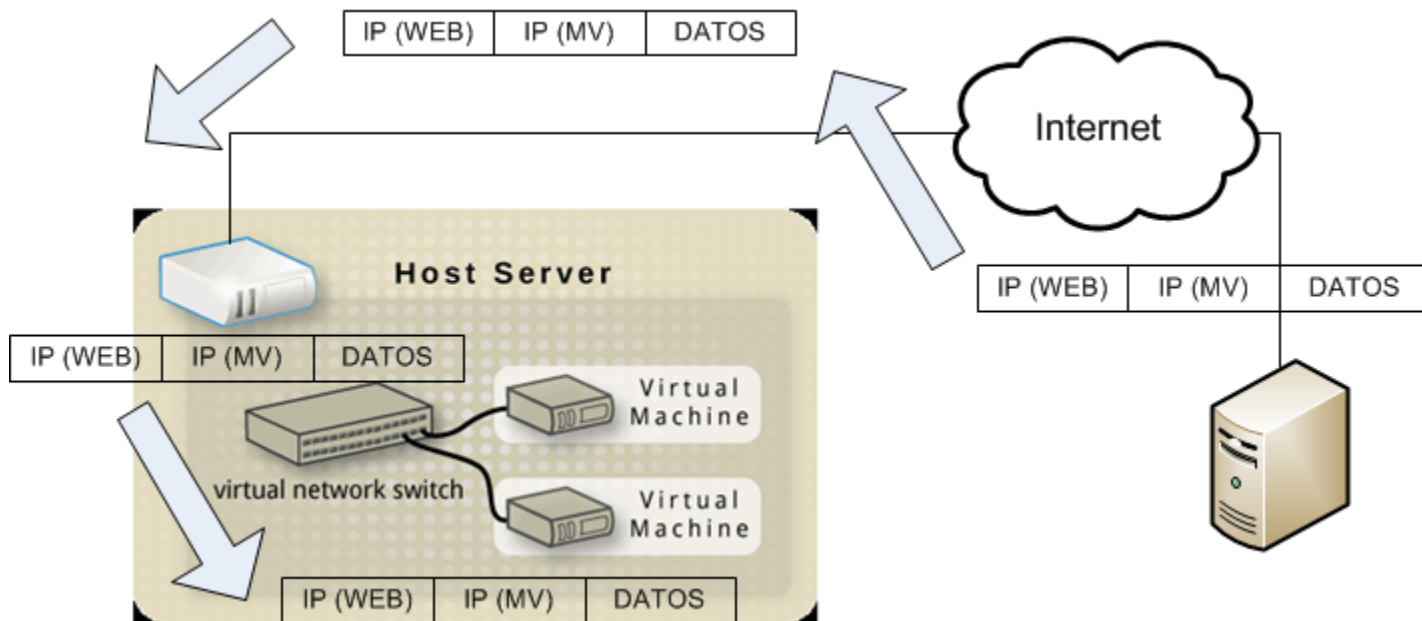 IP (WEB) IP (MV) DATOS
Internet
Host Server
IP (WEB) IP (MV) DATOS
IP (WEB) IP (MV) DATOS
Virtual
Machine
virtual network switch
Virtual
Machine
IP (WEB) IP (MV) DATOS